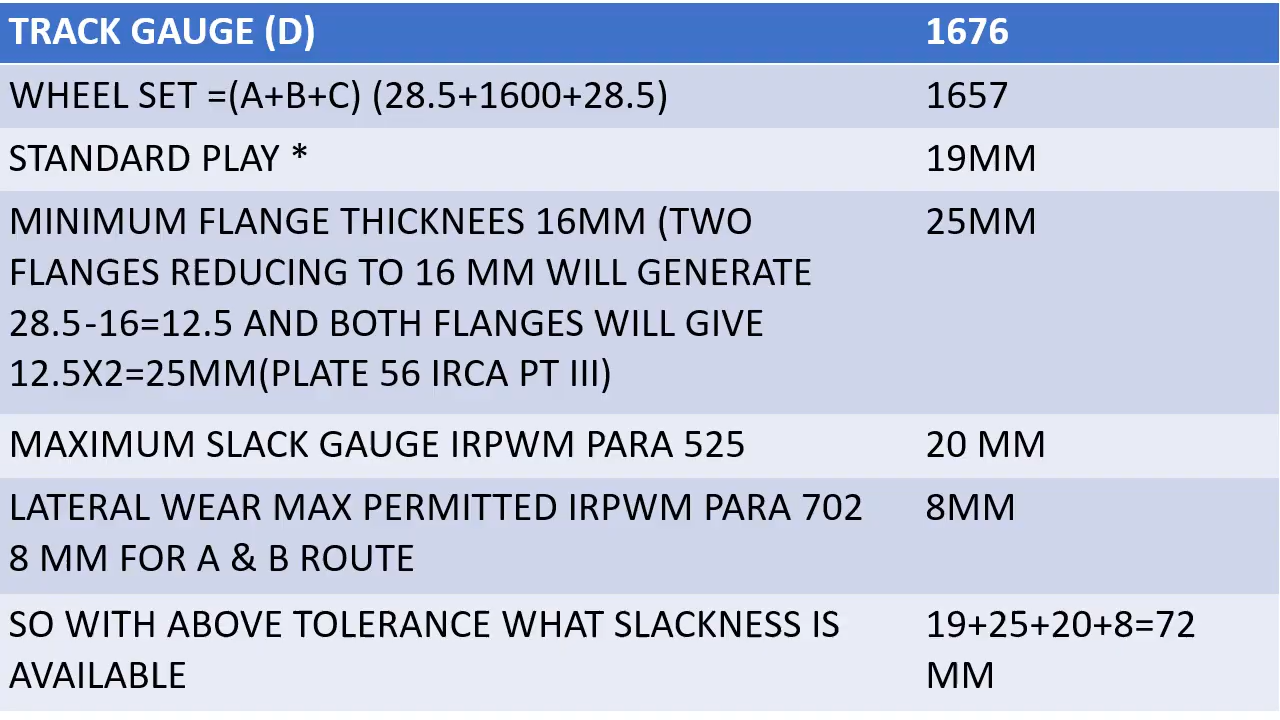 TRACK GAUGE (D) 1676
WHEEL SET =(A+B+C) (28.5+1600+28.5) 1657
STANDARD PLAY * 19MM
MINIMUM FLANGE THICKNEES 16MM (TWO 25MM
FLANGES REDUCING TO 16 MM WILL GENERATE
28.5-16=12.5 AND BOTH FLANGES WILL GIVE
12.5X2=25MM(PLATE 56 IRCA PT III)
MAXIMUM SLACK GAUGE IRPWM PARA 525 20 MM
LATERAL WEAR MAX PERMITTED IRPWM PARA 702 8MM
8 MM FOR A & B ROUTE
SO WITH ABOVE TOLERANCE WHAT SLACKNESS IS 19+25+20+8=72
AVAILABLE MM